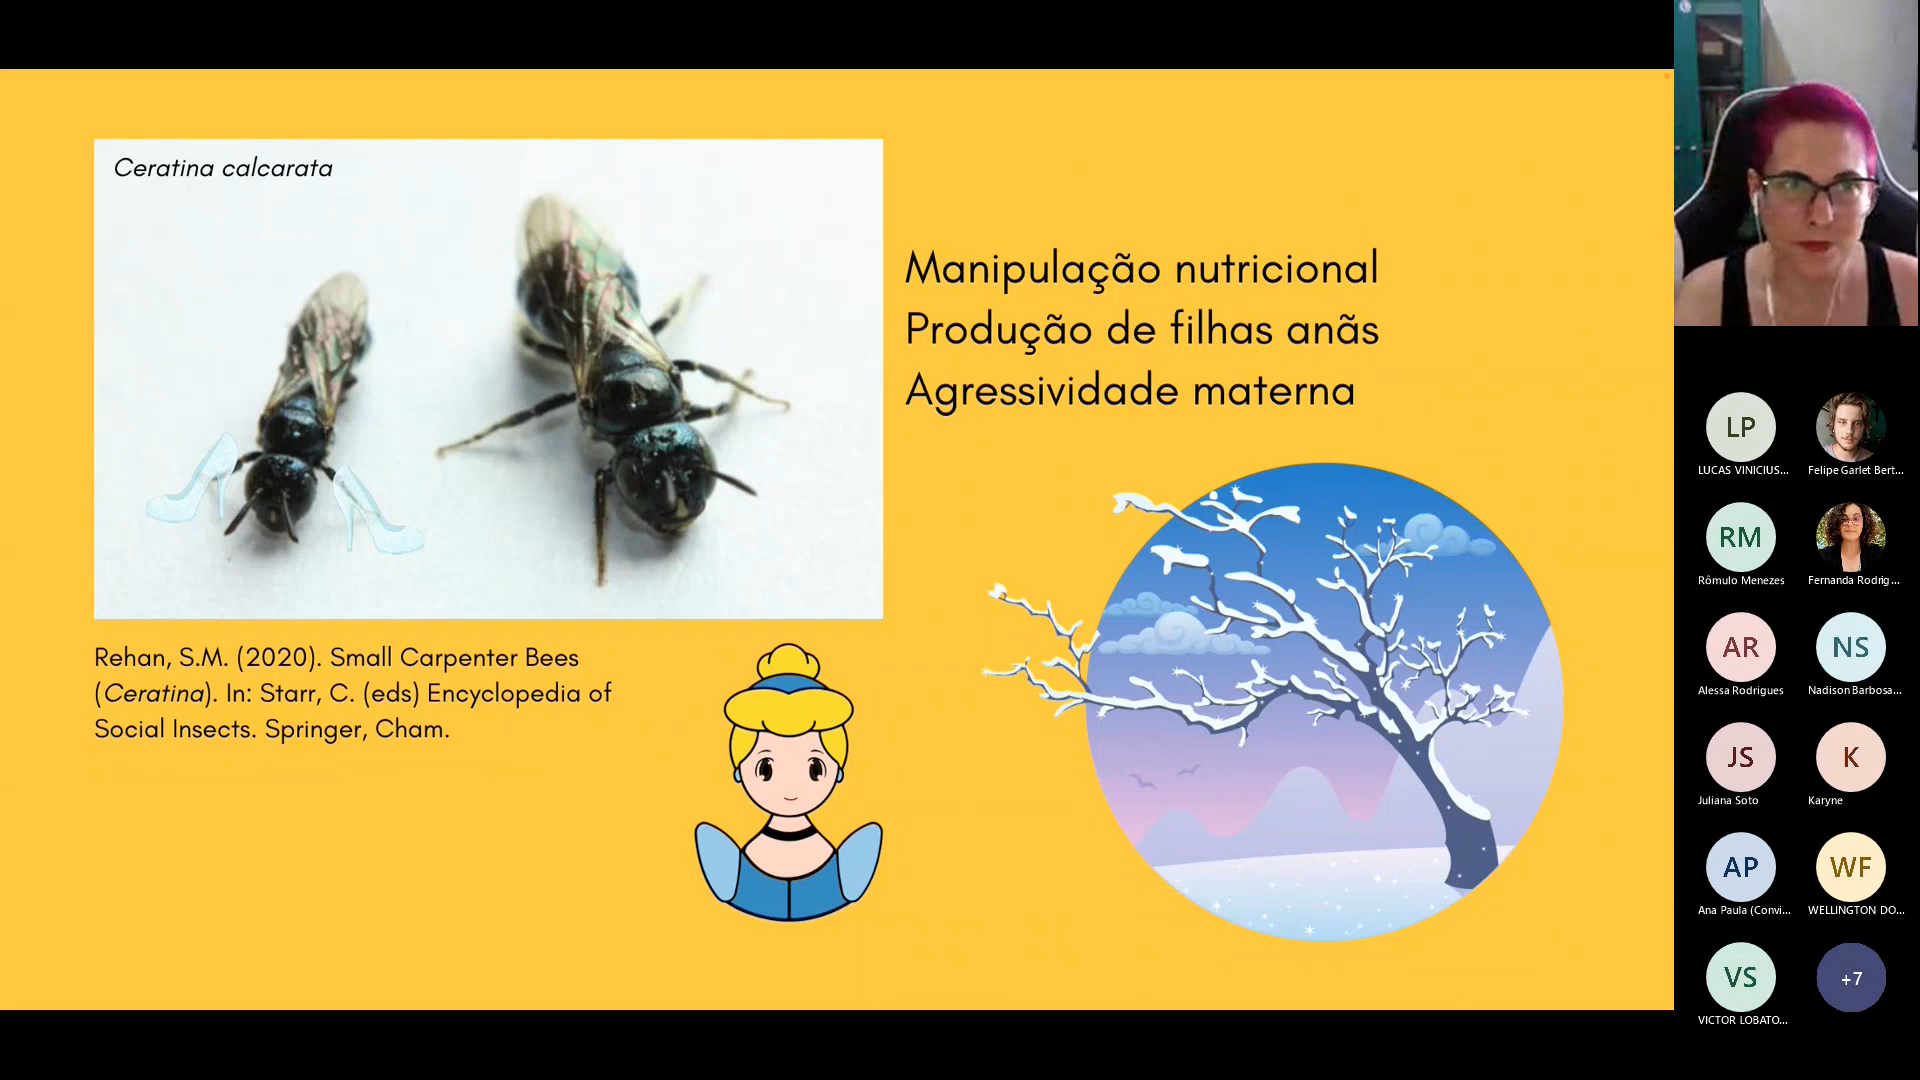 Ceratina calcarata
Manipulação nutricional
Produção de filhas anãs
Agressividade materna
Rehan, S.M. (2020). Small Carpenter Bees
(Ceratina). In: Starr, C. (eds) Encyclopedia of
Social Insects. Springer, Cham.
LP
LUCAS VINICIUS...
Felipe Garlet Bert...
RM
Rômulo Menezes
Fernanda Rodrig...
AR
NS
Alessa Rodrigues
Nadison Barbosa...
JS
K
Juliana Soto
Karyne
AP
WF
Ana Paula (Convi...
WELLINGTON DO...
VS
+7
VICTOR LOBATO...